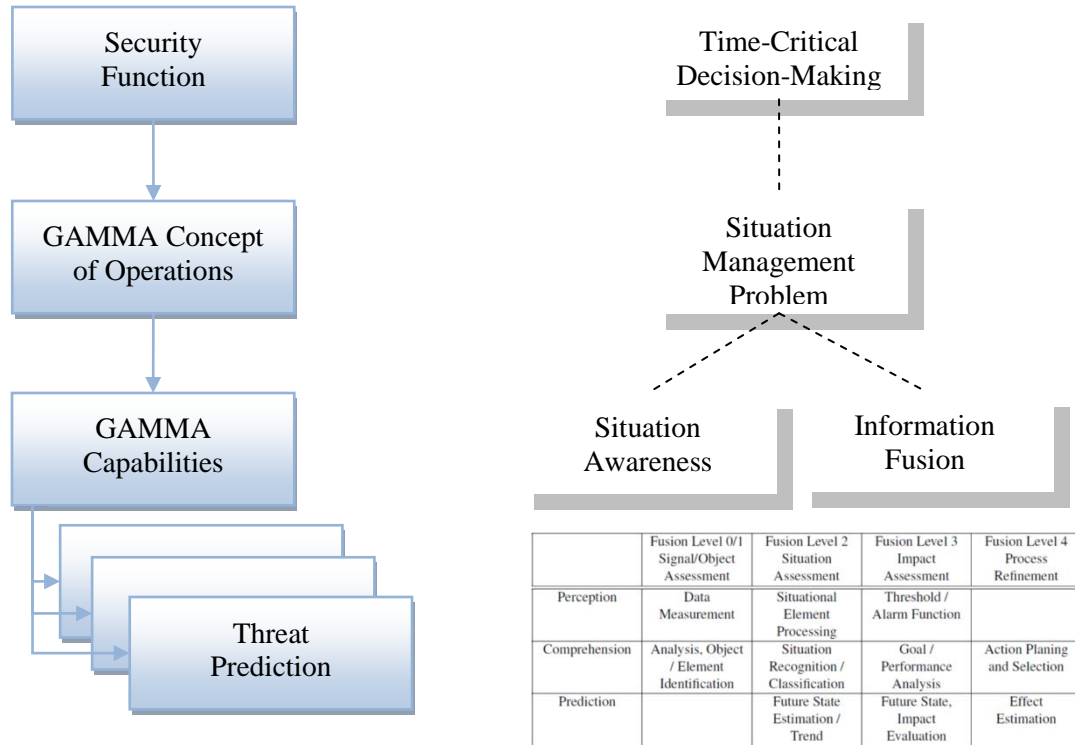 Security
Function
GAMMA Concept
of Operations
GAMMA
Capabilities
Threat
Prediction
Time-Critical
Decision-Making
Situation
Management
Problem
Situation
Awareness
Information
Fusion
Fusion Level 0/1
Signal/Object
Assessment
Fusion Level 2
Situation
Assessment
Fusion Level 3
Impact
Assessment
Fusion Level 4
Process
Refinement
Perception
Data
Measurement
Situational
Element
Processing
Threshold /
Alarm Function
Comprehension
Analysis, Object
/ Element
Identification
Situation
Recognition /
Classification
Goal /
Performance
Analysis
Action Planing
and Selection
Prediction
Future State
Estimation /
Trend
Future State,
Impact
Evaluation
Effect
Estimation